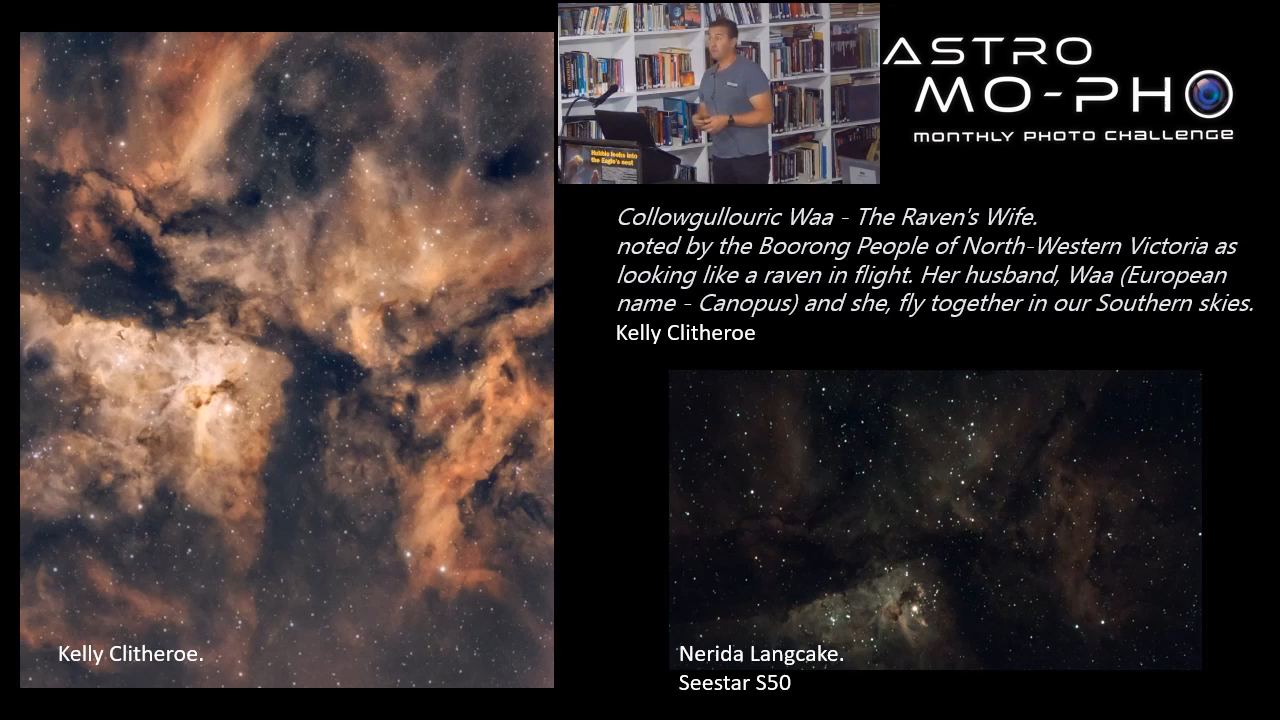 ASTRO
MO-PHO
MONTHLY PHOTO CHALLENGE
Hubble looks into
the Eagle's nest
Collowgullouric Waa - The Raven's Wife.
noted by the Boorong People of North-Western Victoria as
looking like a raven in flight. Her husband, Waa (European
name - Canopus) and she, fly together in our Southern skies.
Kelly Clitheroe
Kelly Clitheroe.
Nerida Langcake.
Seestar S50